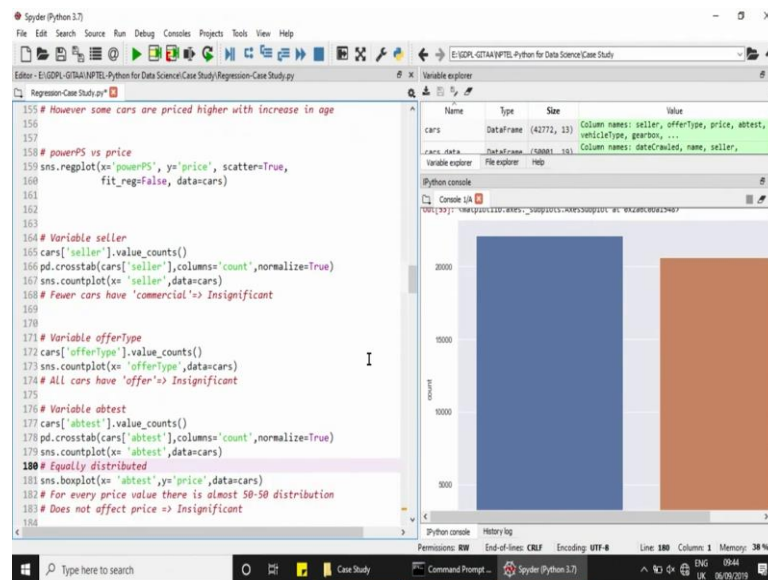 Spyder (Python 3.7)
File Edit Search Source Run Debug Consoles Projects Tools View Help
E:\GDPL-GITAA\NPTEL-Python for Data Science\Case Study
Editor - E:\GDPL-GITAA\NPTEL-Python for Data Science\Case Study\Regression-Case Study.py
Regression-Case Study.py*
155 # However some cars are priced higher with increase in age
156
157
158 # powerPS vs price
159 sns.regplot(x='powerPS', y='price', scatter=True,
160 fit_reg=False, data=cars)
161
162
163
164 # Variable seller
165 cars['seller'].value_counts()
166 pd.crosstab(cars['seller'],columns='count',normalize=True)
167 sns.countplot(x= 'seller',data=cars)
168 # Fewer cars have 'commercial'=> Insignificant
169
170
171 # Variable offerType
172 cars['offerType'].value_counts()
173 sns.countplot(x= 'offerType',data=cars)
174 # All cars have 'offer'=> Insignificant
175
176 # Variable abtest
177 cars['abtest'].value_counts()
178 pd.crosstab(cars['abtest'],columns='count',normalize=True)
179 sns.countplot(x= 'abtest',data=cars)
180 # Equally distributed
181 sns.boxplot(x= 'abtest',y='price',data=cars)
182 # For every price value there is almost 50-50 distribution
183 # Does not affect price => Insignificant
184
Variable explorer
Name Type Size Value
cars DataFrame (42772, 13) Column names: seller, offerType, price, abtest,
vehicleType, gearbox, ...
cars_data DataFrame (50001, 19) Column names: dateCrawled, name, seller,
Variable explorer File explorer Help
IPython console
Console 1/A
20000
15000
10000
5000
count
IPython console History log
Permissions: RW End-of-lines: CRLF Encoding: UTF-8 Line: 180 Column: 1 Memory: 38 %
Type here to search
Case Study
Command Prompt...
Spyder (Python 3.7)
ENG
UK
09:44
06/09/2019